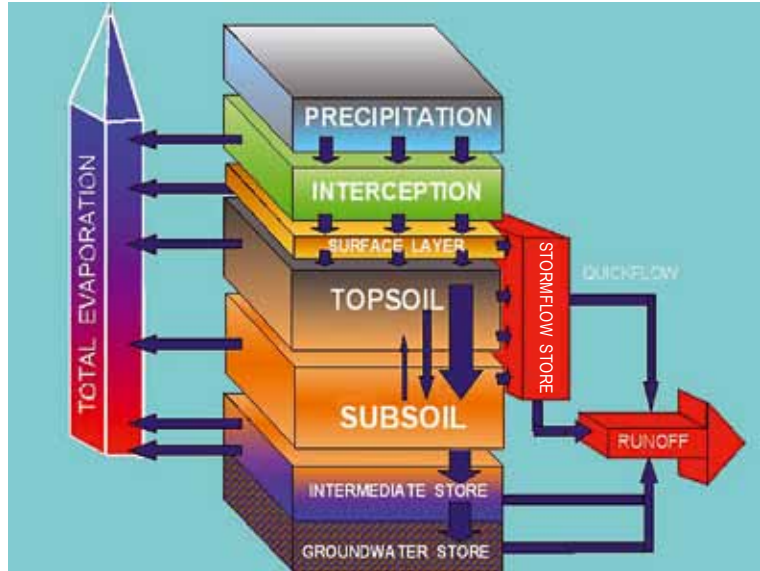 PRECIPITATION
INTERCEPTION
SURFACE LAYER
TOPSOIL
SUBSOIL
INTERMEDIATE STORE
GROUNDWATER STORE
TOTAL EVAPORATION
STORMFLOW STORE
QUICKFLOW
RUNOFF